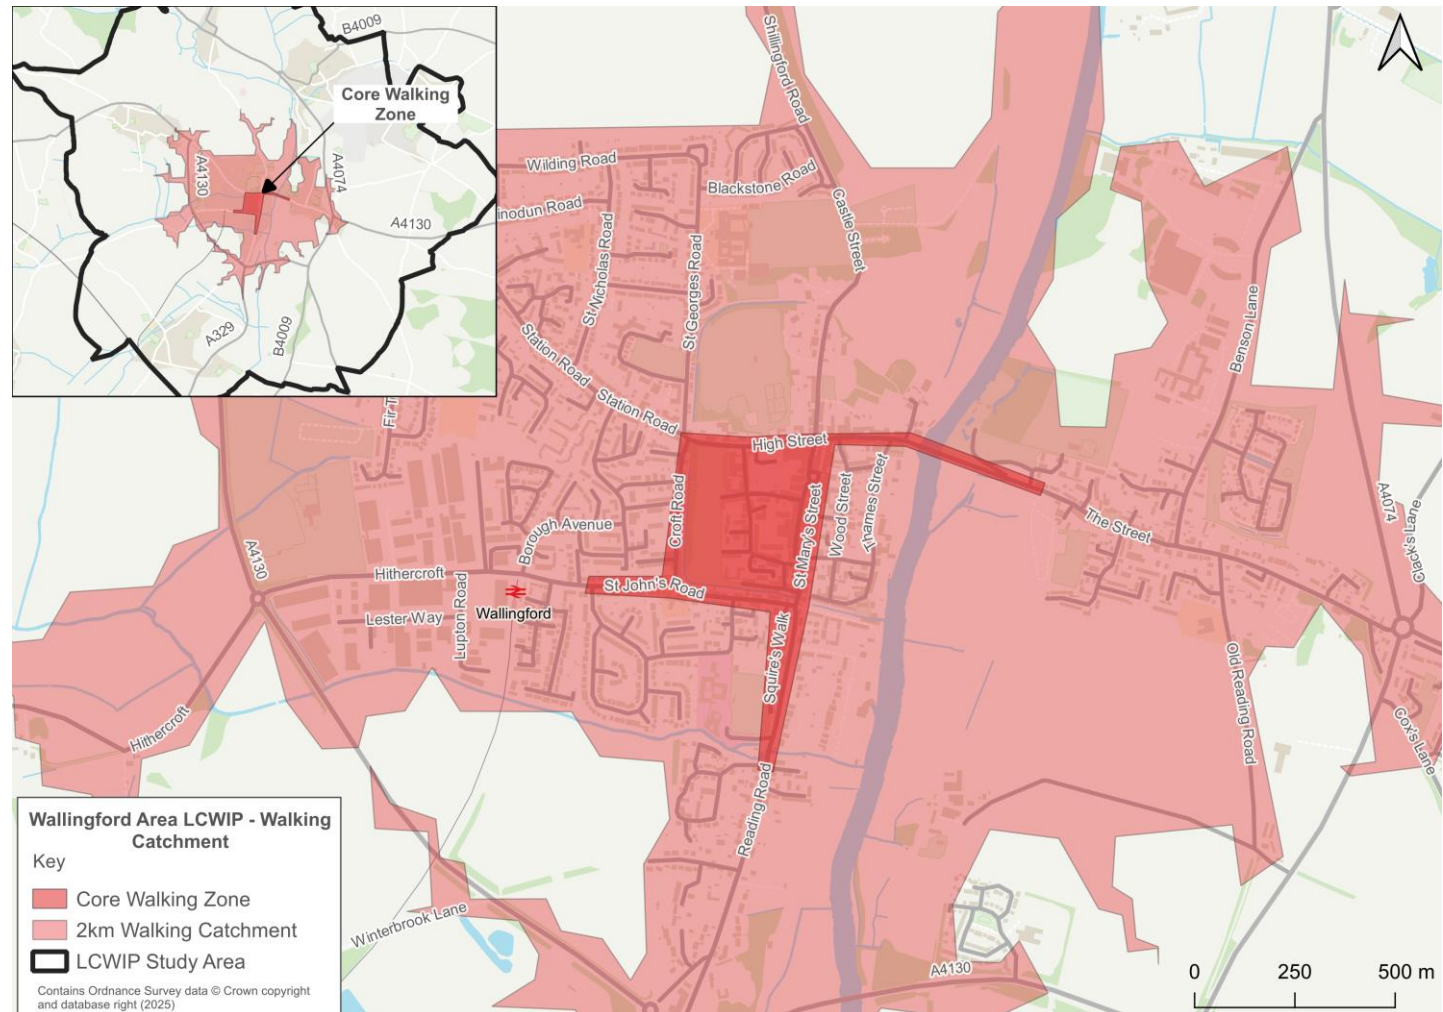 B4009
Core Walking
Zone
A4130
A4074
A4130
A329
B4009
Shillingford Road
Wilding Road
Blackstone Road
inodun Road
Castle Street
St Nicholas Road
St Georges Road
Station Road
Station Road
Fir T
Benson Lane
High Street
A4074
Croft Road
St Mary's Street
Wood Street
Thames Street
Borough Avenue
The Street
Clack's Lane
A4130
Hithercroft
St John's Road
Wallingford
Lester Way
Lupton Road
Squire's Walk
Old Reading Road
Hithercroft
Cox's Lane
Reading Road
Winterbrook Lane
A4130
Wallingford Area LCWIP - Walking
Catchment
Key
Core Walking Zone
2km Walking Catchment
LCWIP Study Area
Contains Ordnance Survey data © Crown copyright
and database right (2025)
0 250 500 m